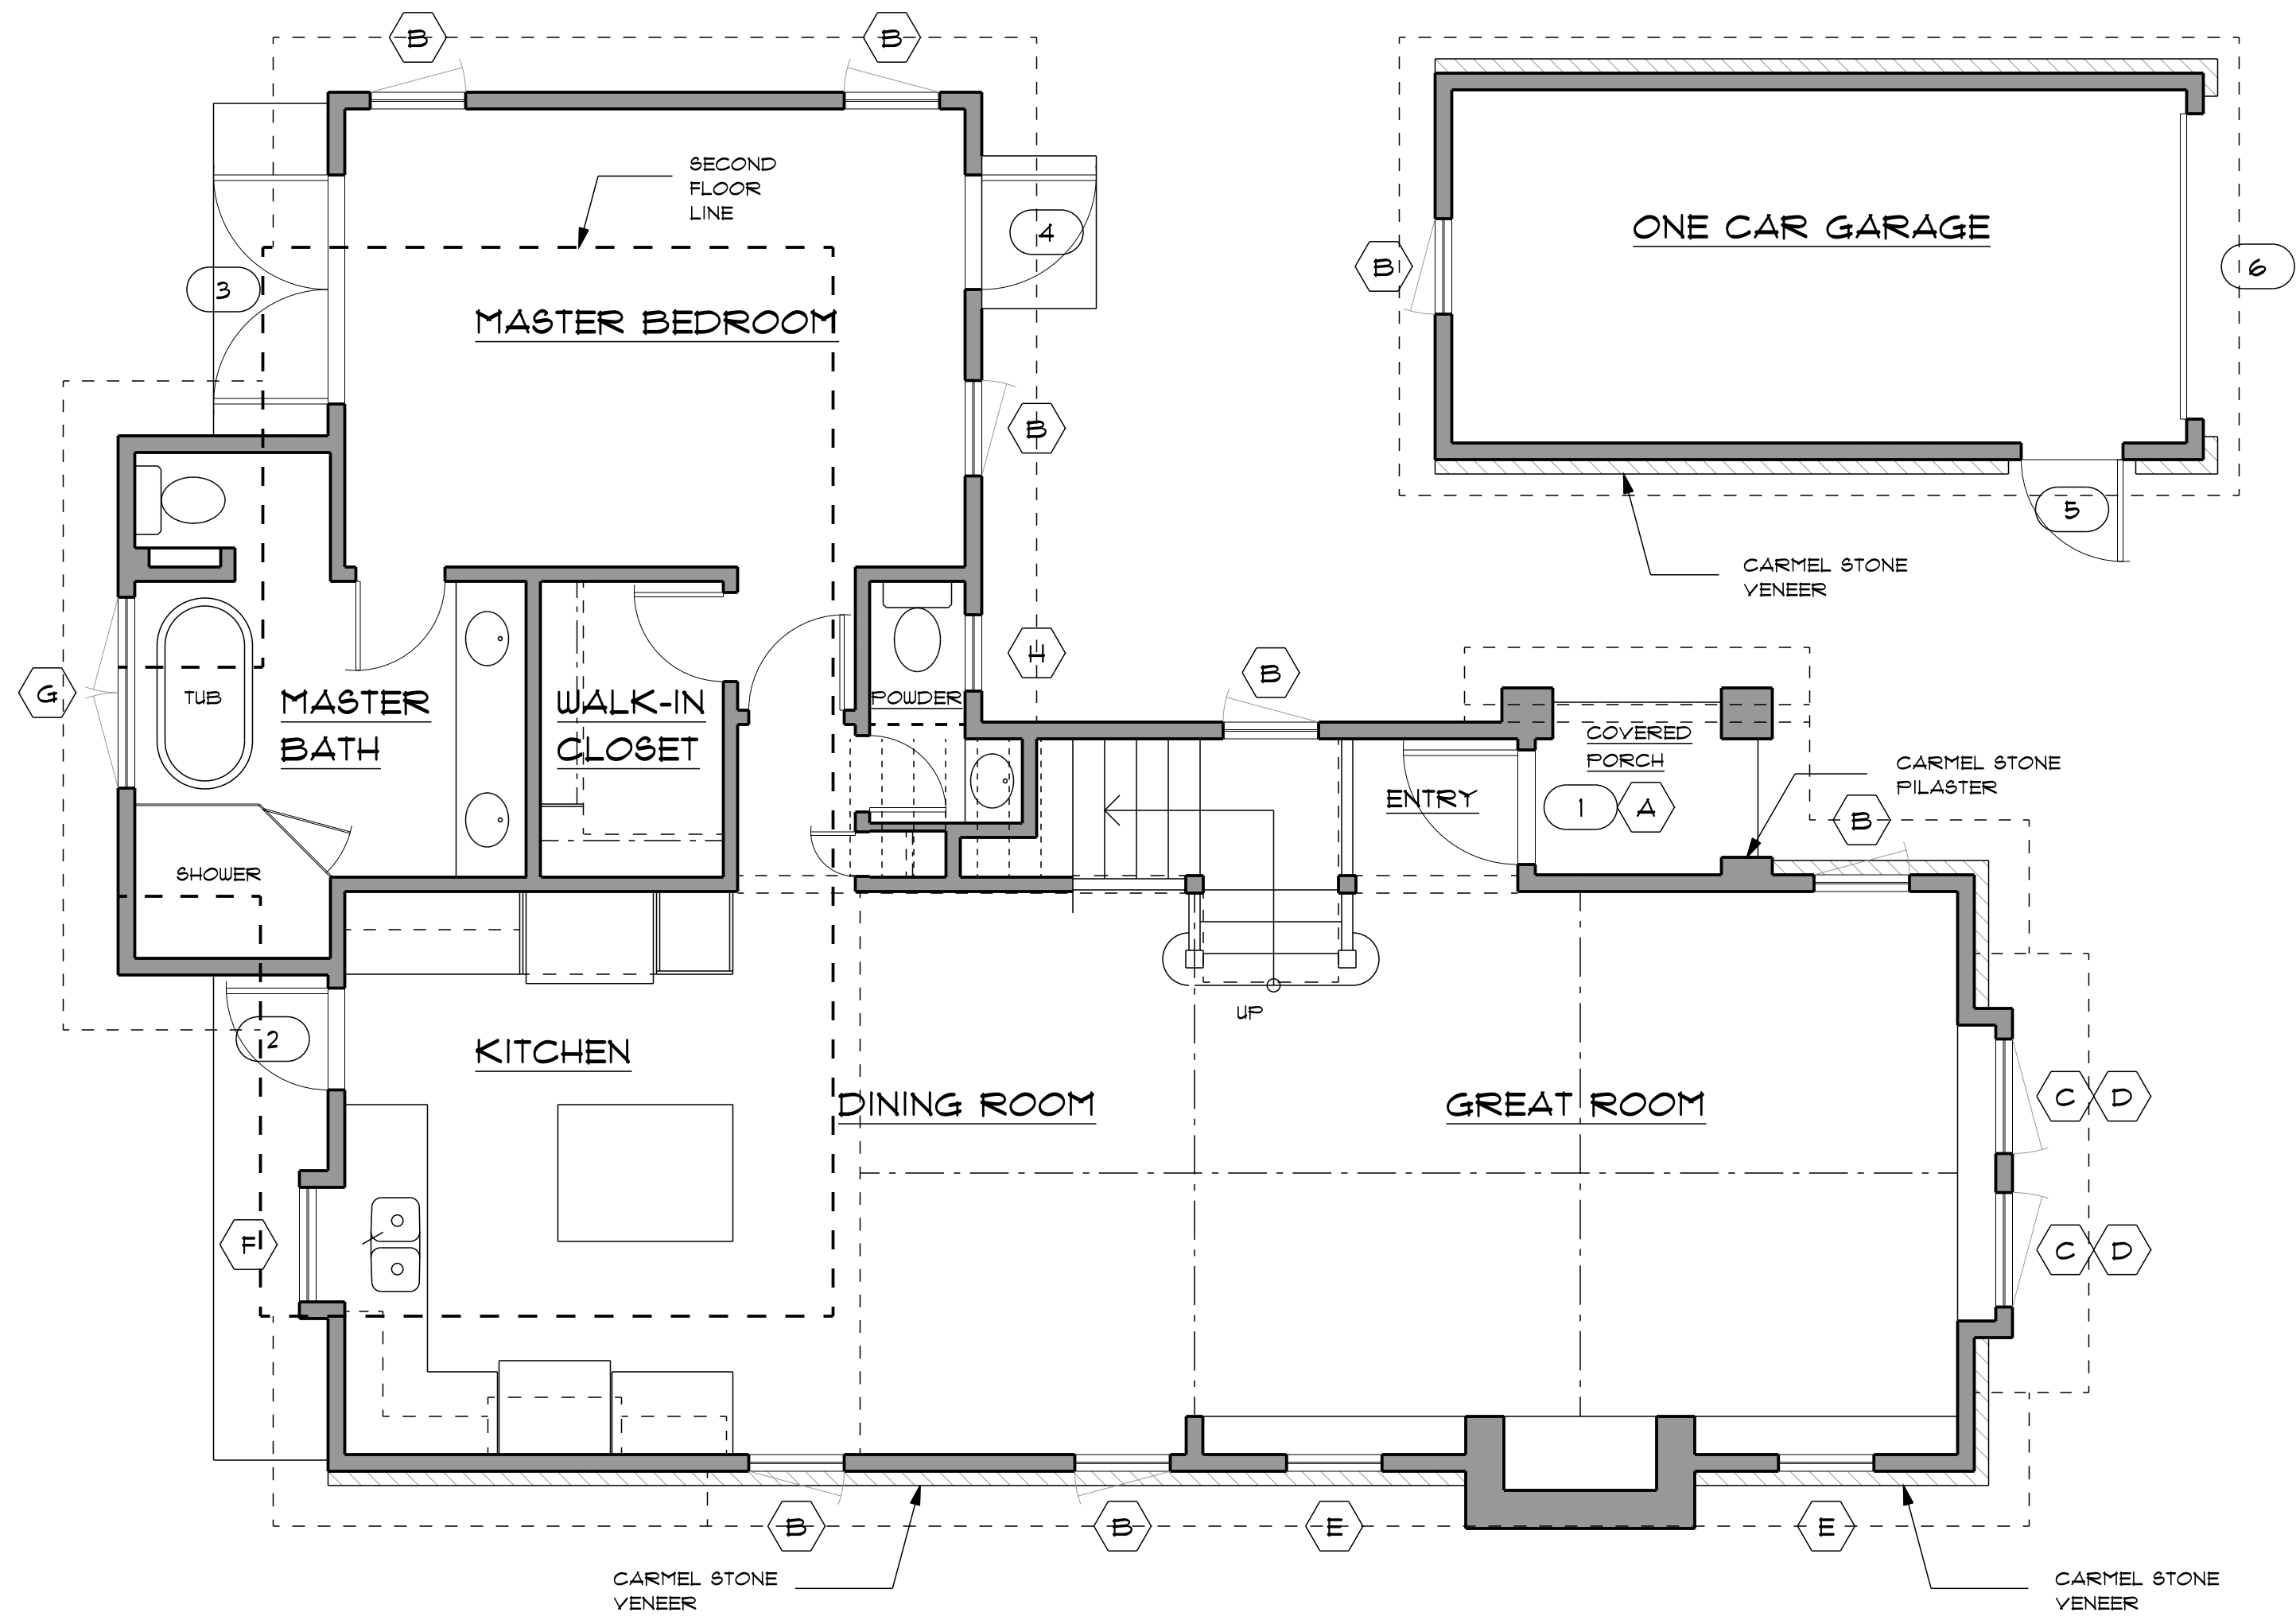 B
B
SECOND
FLOOR
LINE
4
ONE CAR GARAGE
B
6
3
MASTER BEDROOM
B
5
CARMEL STONE
VENEER
H
B
G
TUB
MASTER
BATH
WALK-IN
CLOSET
POWDER
COVERED
PORCH
CARMEL STONE
PILASTER
ENTRY
1
A
B
SHOWER
UP
2
KITCHEN
DINING ROOM
GREAT ROOM
C
D
F
C
D
B
B
E
E
CARMEL STONE
VENEER
CARMEL STONE
VENEER